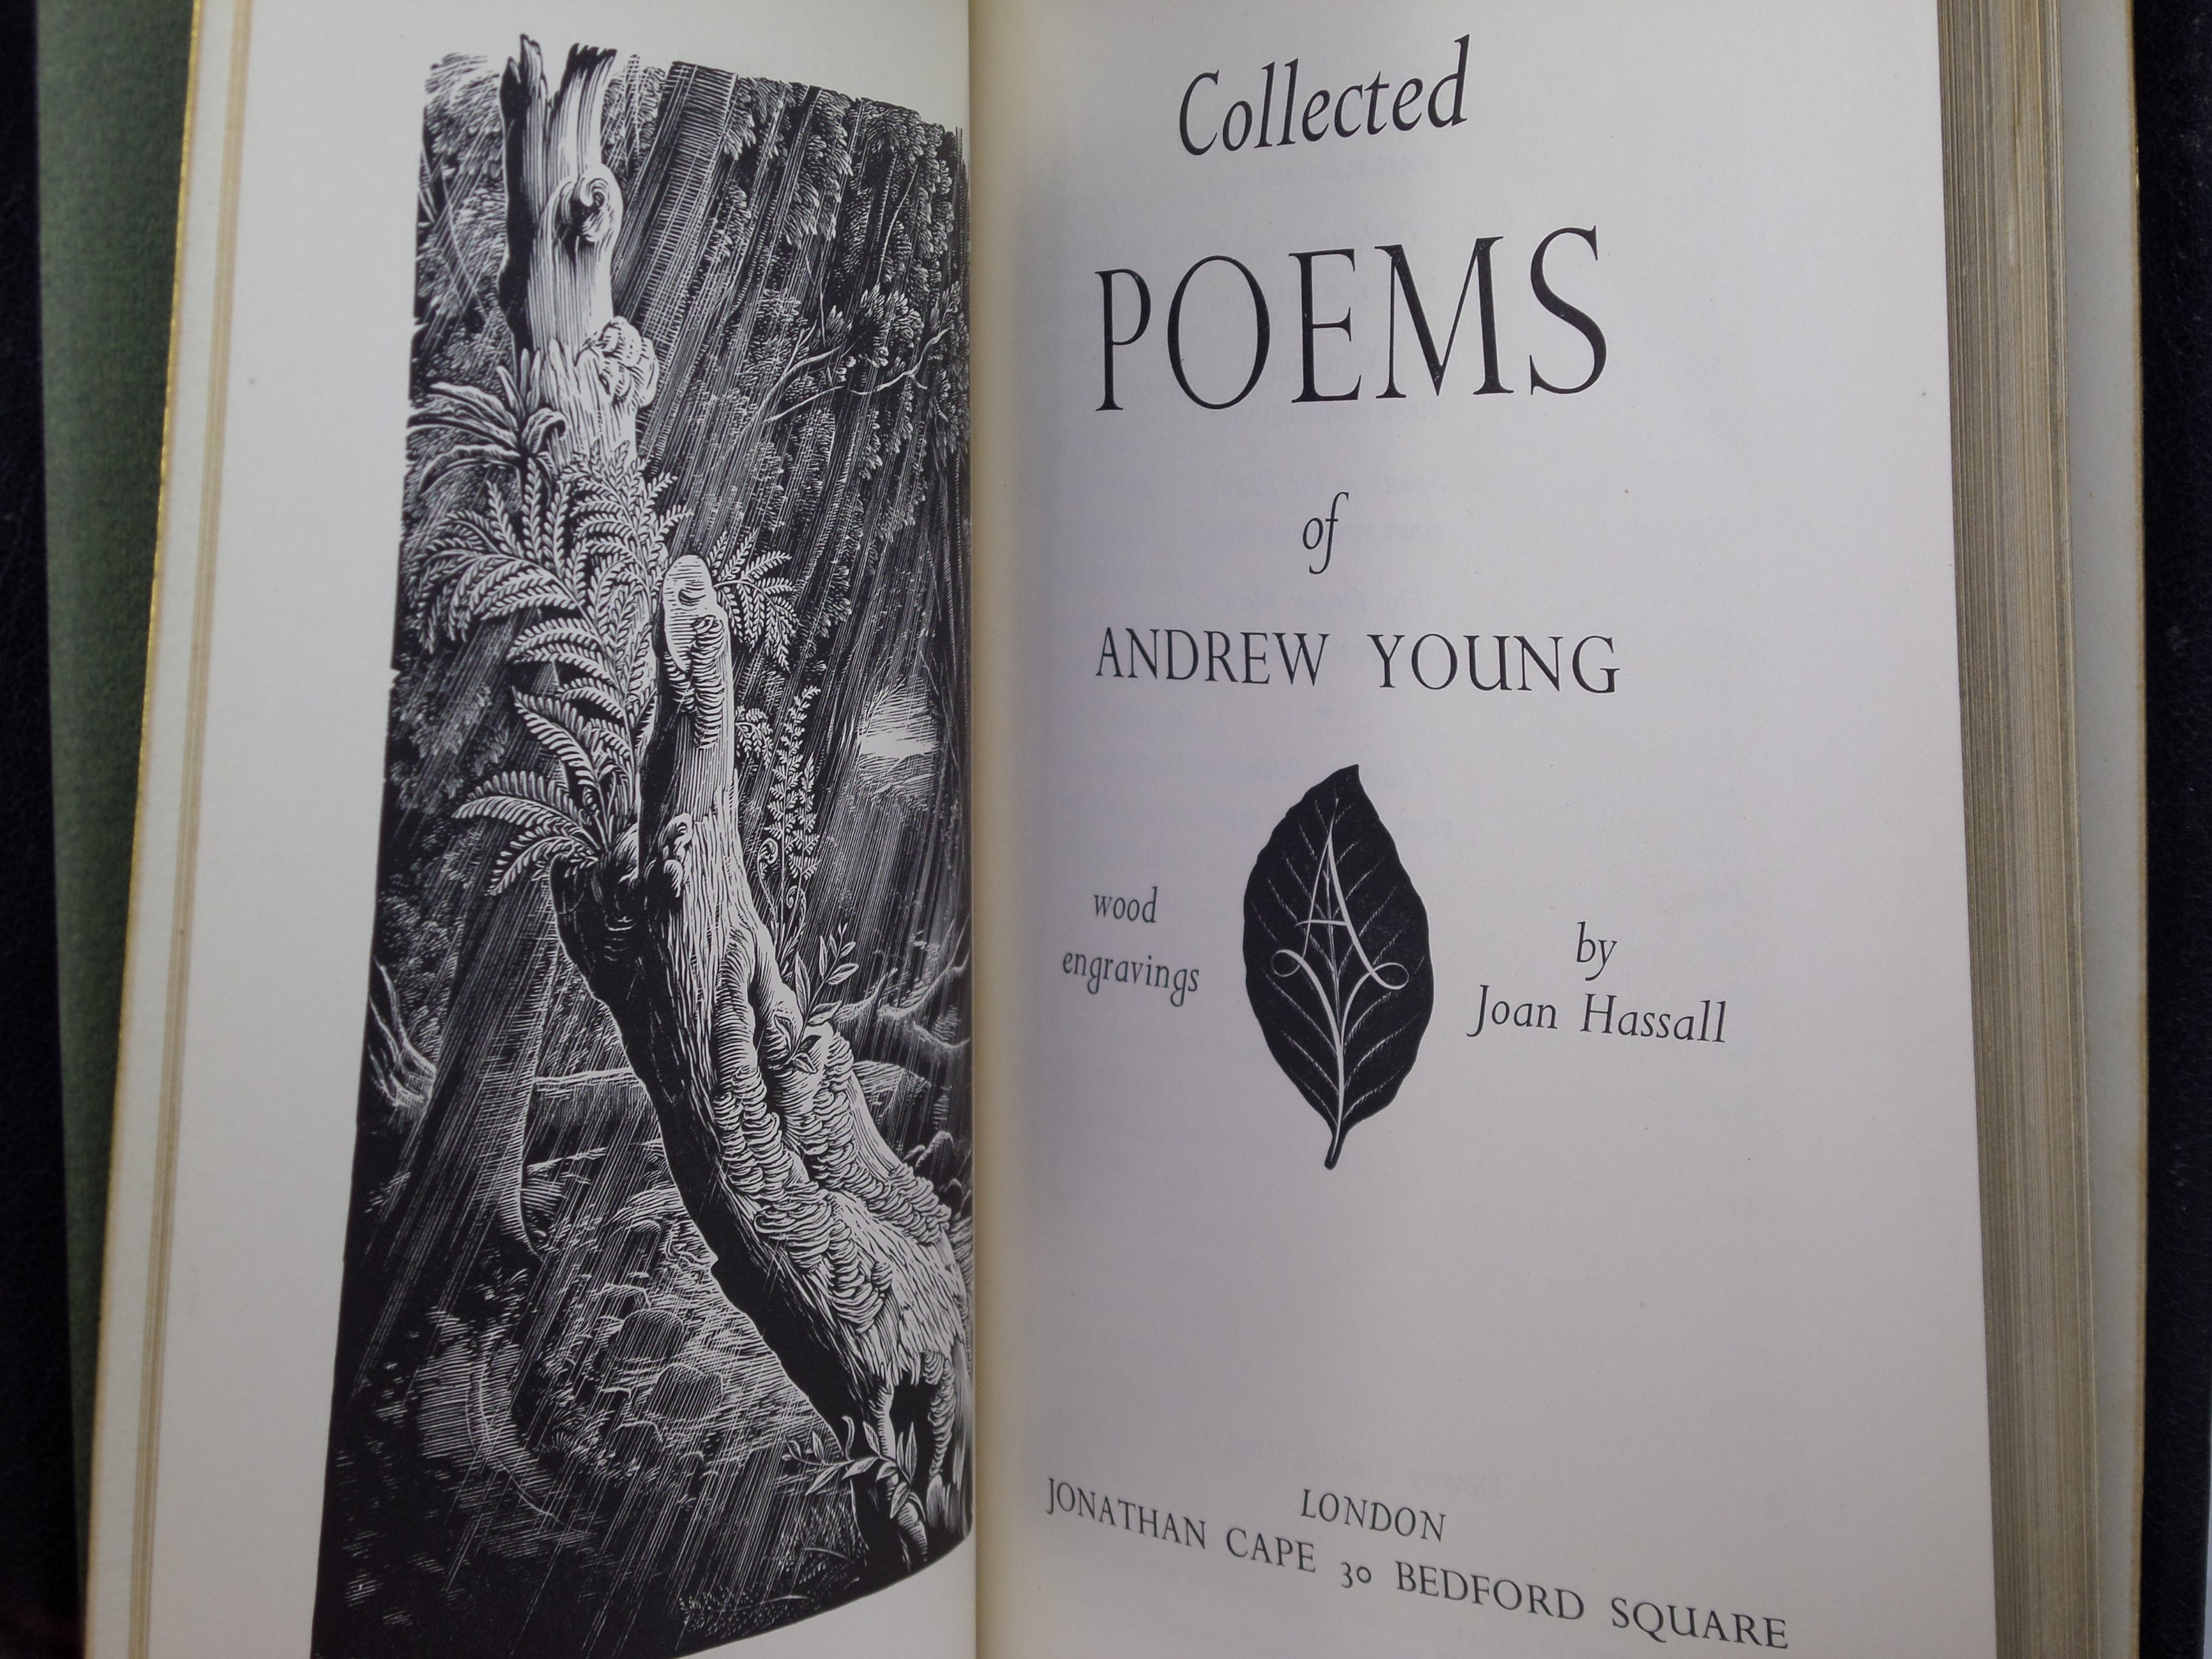 Collected
POEMS
of
ANDREW YOUNG
wood
engravings
A
by
Joan Hassall
LONDON
JONATHAN CAPE 30 BEDFORD SQUARE